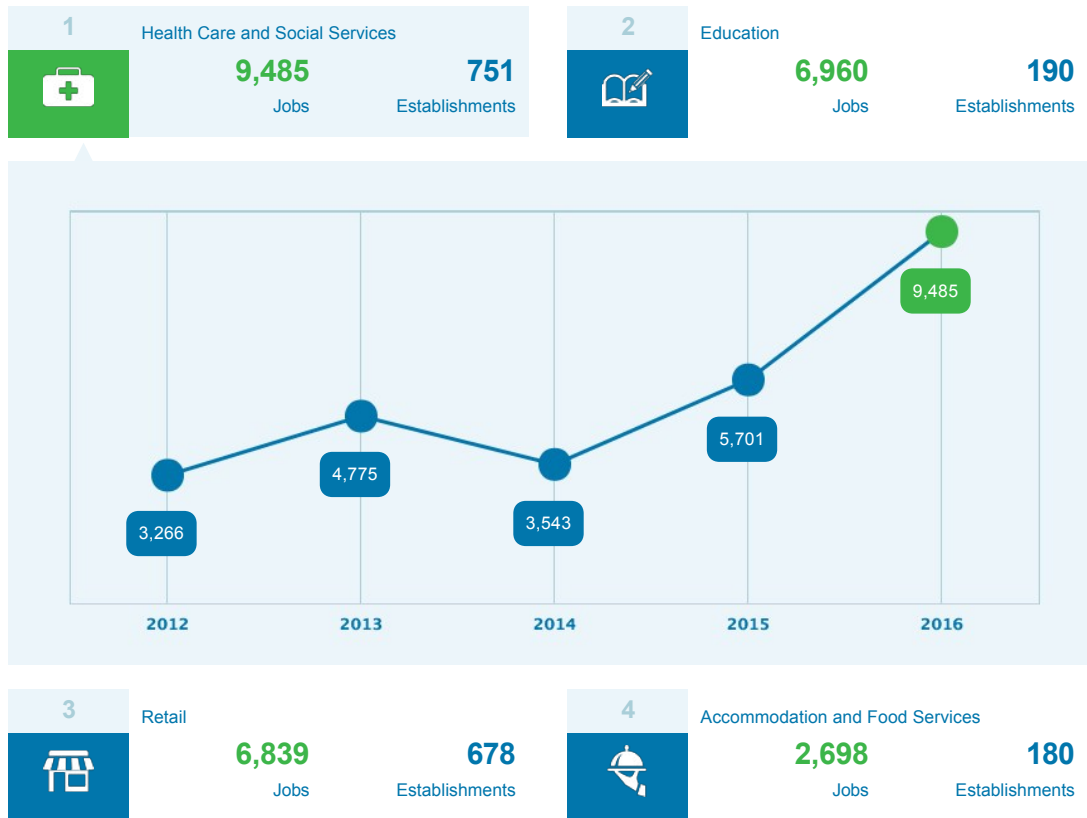 1
Health Care and Social Services
9,485
Jobs
751
Establishments
2
Education
6,960
Jobs
190
Establishments
9,485
5,701
4,775
3,543
3,266
2012 2013 2014 2015 2016
3
Retail
6,839
Jobs
678
Establishments
4
Accommodation and Food Services
2,698
Jobs
180
Establishments